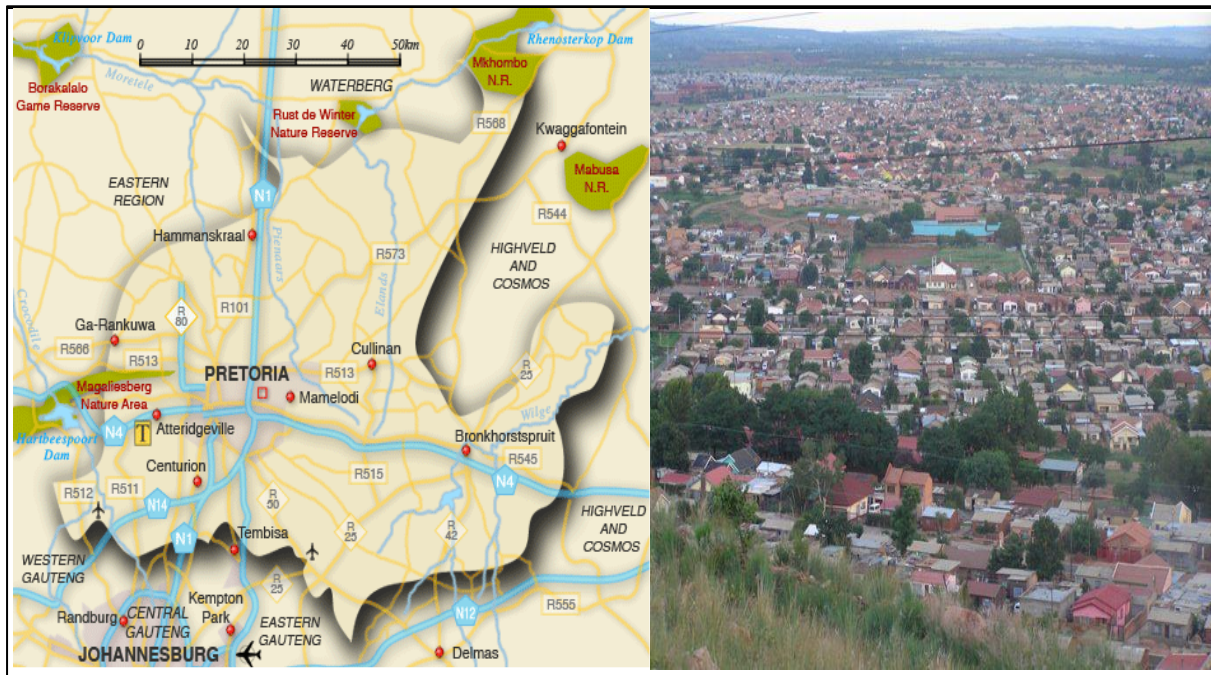 Klipvoor Dam
0 10 20 30 40 50km
Rhenosterkop Dam
Moretele
WATERBERG
Mkhombo
N.R.
Borakalalo
Game Reserve
Rust de Winter
Nature Reserve
R568
Kwaggafontein
Mabusa
N.R.
EASTERN
REGION
N1
R544
Hammanskraal
Pienaars
R573
HIGHVELD
AND
COSMOS
Elands
Crocodile
R101
R
80
Ga-Rankuwa
R566
R513
Cullinan
R
25
PRETORIA
R513
Magaliesberg
Nature Area
Mamelodi
Wilge
Hartbeespoort
Dam
N4
T
Atteridgeville
Bronkhorstspruit
R545
Centurion
R515
N4
R512
R511
N14
R
50
HIGHVELD
AND
COSMOS
N1
Tembisa
R
25
R
42
WESTERN
GAUTENG
R
25
Kempton
Park
R555
Randburg
CENTRAL
GAUTENG
EASTERN
GAUTENG
N12
JOHANNESBURG
Delmas